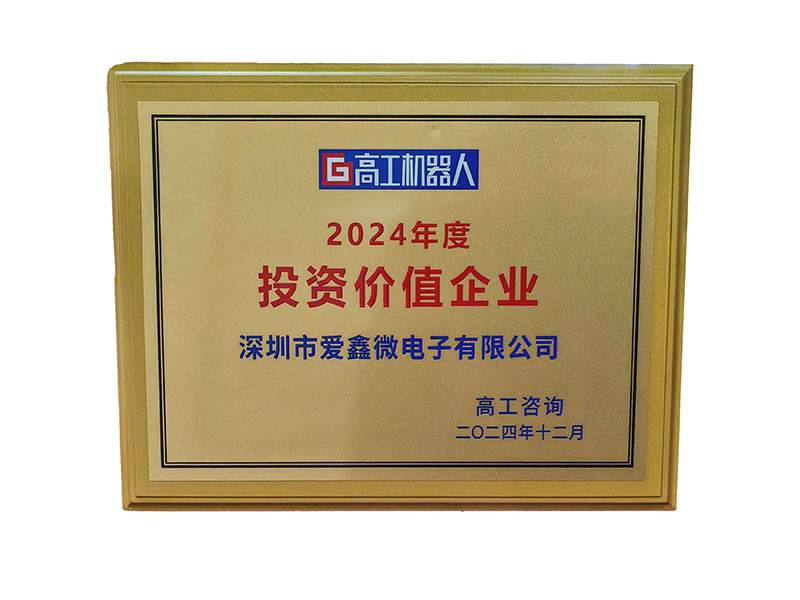 G高工机器人
2024年度
投资价值企业
深圳市爱鑫微电子有限公司
高工咨询
二〇二四年十二月